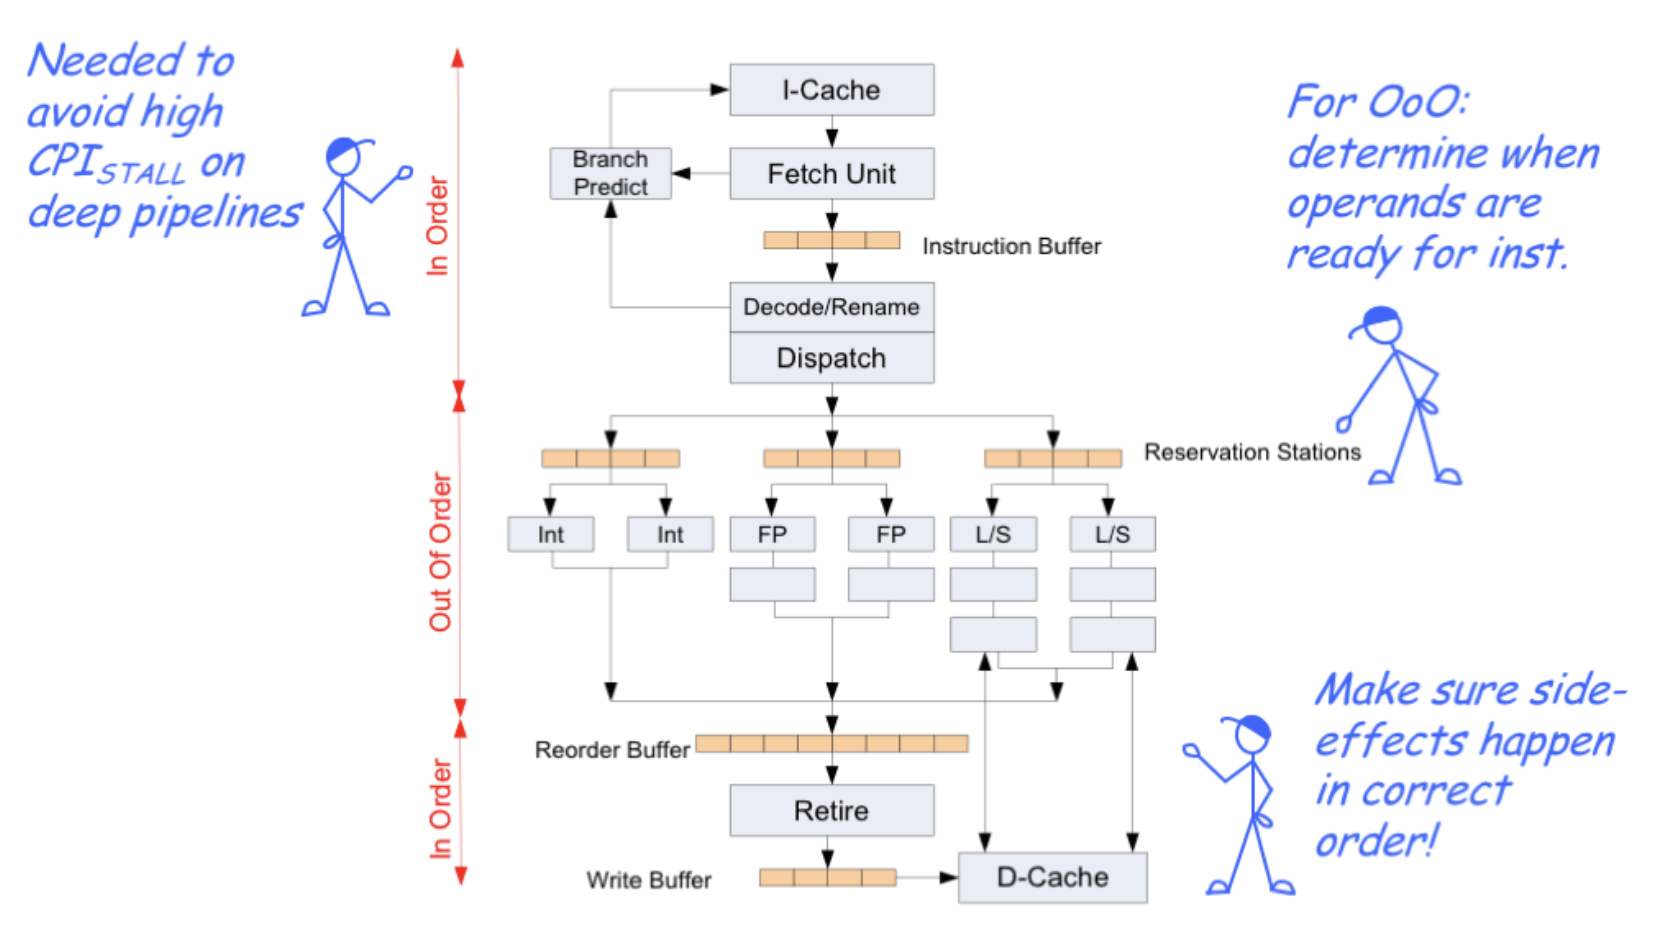 Needed to
avoid high
CPISTALL on
deep pipelines
In Order
I-Cache
Branch
Predict
Fetch Unit
Instruction Buffer
Decode/Rename
Dispatch
For OoO:
determine when
operands are
ready for inst.
Out Of Order
Reservation Stations
Int
Int
FP
FP
L/S
L/S
In Order
Reorder Buffer
Retire
Write Buffer
D-Cache
Make sure side-
effects happen
in correct
order!